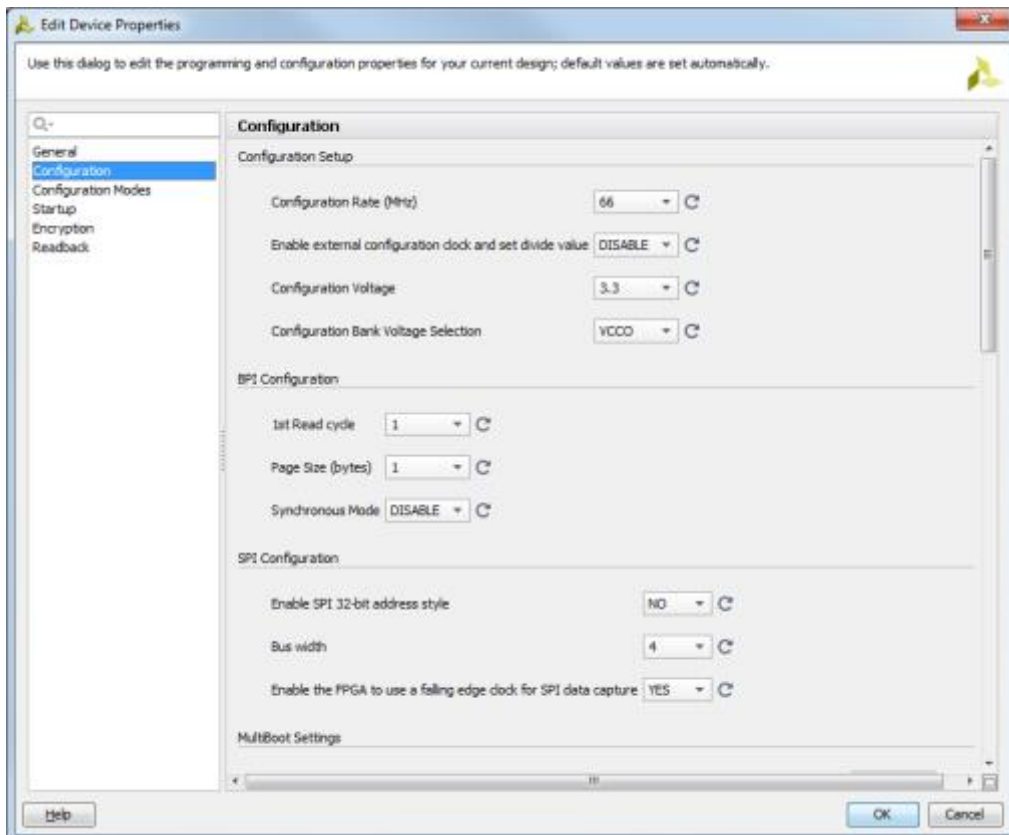 Edit Device Properties
Use this dialog to edit the programming and configuration properties for your current design; default values are set automatically.
General
Configuration
Configuration Modes
Startup
Encryption
Readback
Configuration
Configuration Setup
Configuration Rate (MHz) 66
Enable external configuration clock and set divide value DISABLE
Configuration Voltage 3.3
Configuration Bank Voltage Selection VCCO
BPI Configuration
1st Read cycle 1
Page Size (bytes) 1
Synchronous Mode DISABLE
SPI Configuration
Enable SPI 32-bit address style NO
Bus width 4
Enable the FPGA to use a falling edge clock for SPI data capture YES
MultiBoot Settings
Help OK Cancel